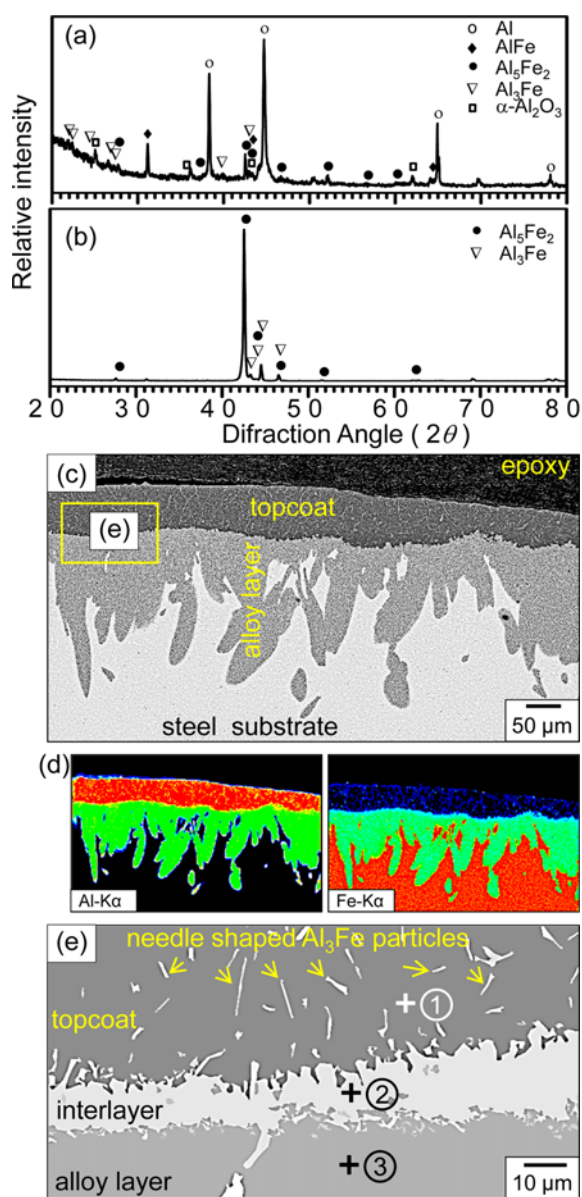 (a)
Relative intensity
○ Al
◆ AlFe
● Al₅Fe₂
▽ Al₃Fe
□ α-Al₂O₃
(b)
● Al₅Fe₂
▽ Al₃Fe
20 30 40 50 60 70 80
Difraction Angle ( 2θ )
(c)
epoxy
topcoat
(e)
alloy layer
steel substrate
50 µm
(d)
Al-Kα
Fe-Kα
(e)
needle shaped Al₃Fe particles
topcoat
+①
interlayer
+②
+③
alloy layer
10 µm